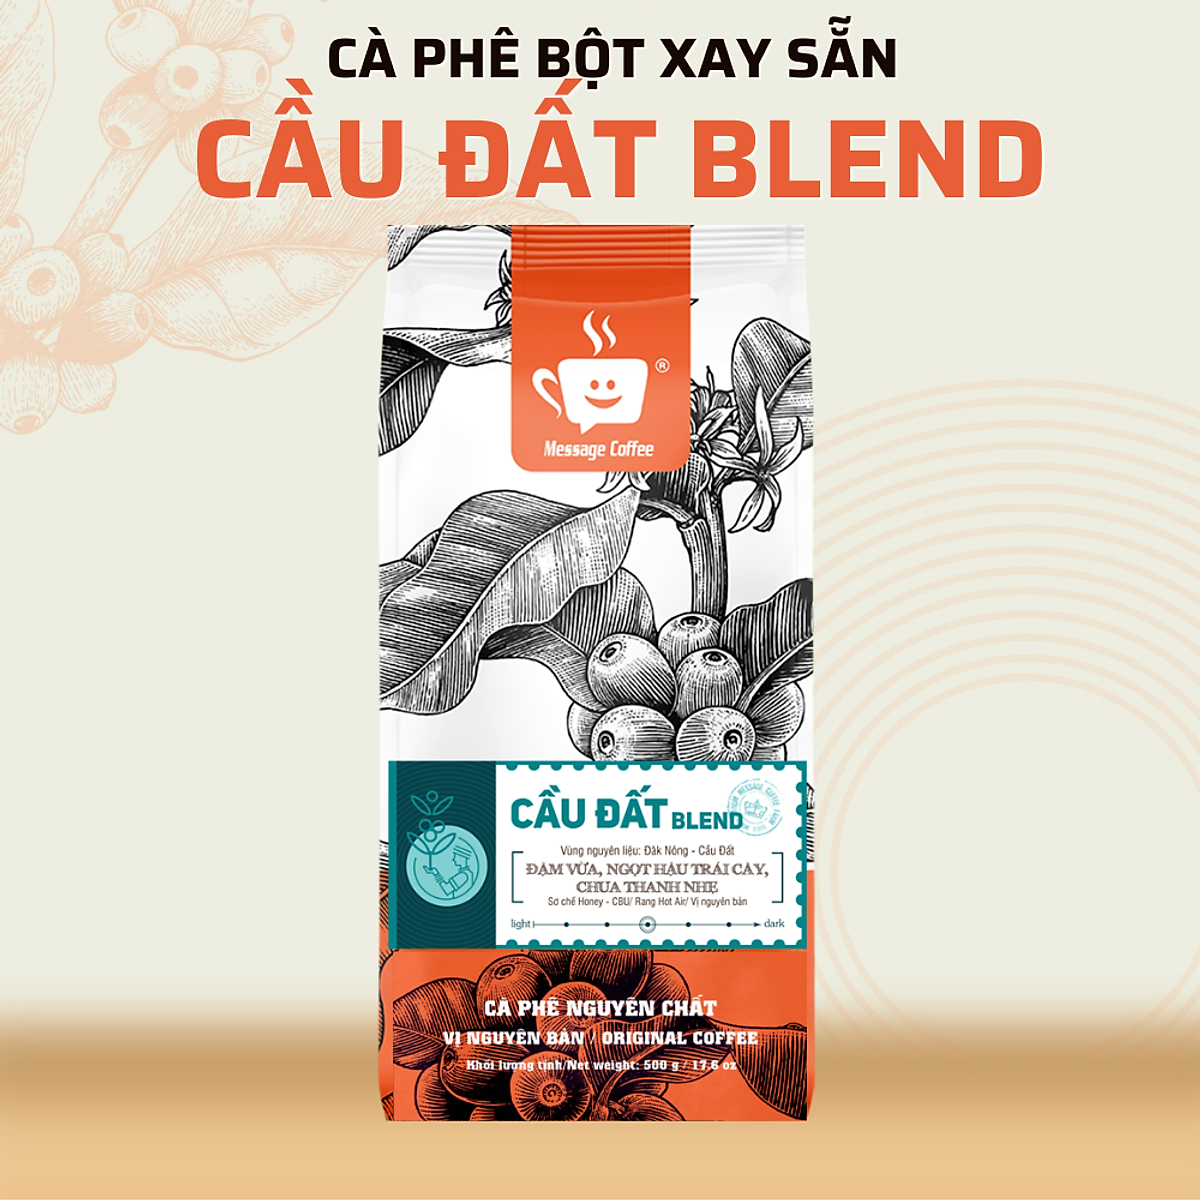 CÀ PHÊ BỘT XAY SẴN
CẦU ĐẤT BLEND
®
Message Coffee
CẦU ĐẤT BLEND
Vùng nguyên liệu: Đăk Nông - Cầu Đất
ĐẬM VỪA, NGỌT HẬU TRÁI CÂY,
CHUA THANH NHẸ
Sơ chế Honey - CBU/ Rang Hot Air/ Vị nguyên bản
light dark
CÀ PHÊ NGUYÊN CHẤT
VỊ NGUYÊN BẢN / ORIGINAL COFFEE
Khối lượng tịnh/Net weight: 500 g / 17.6 oz